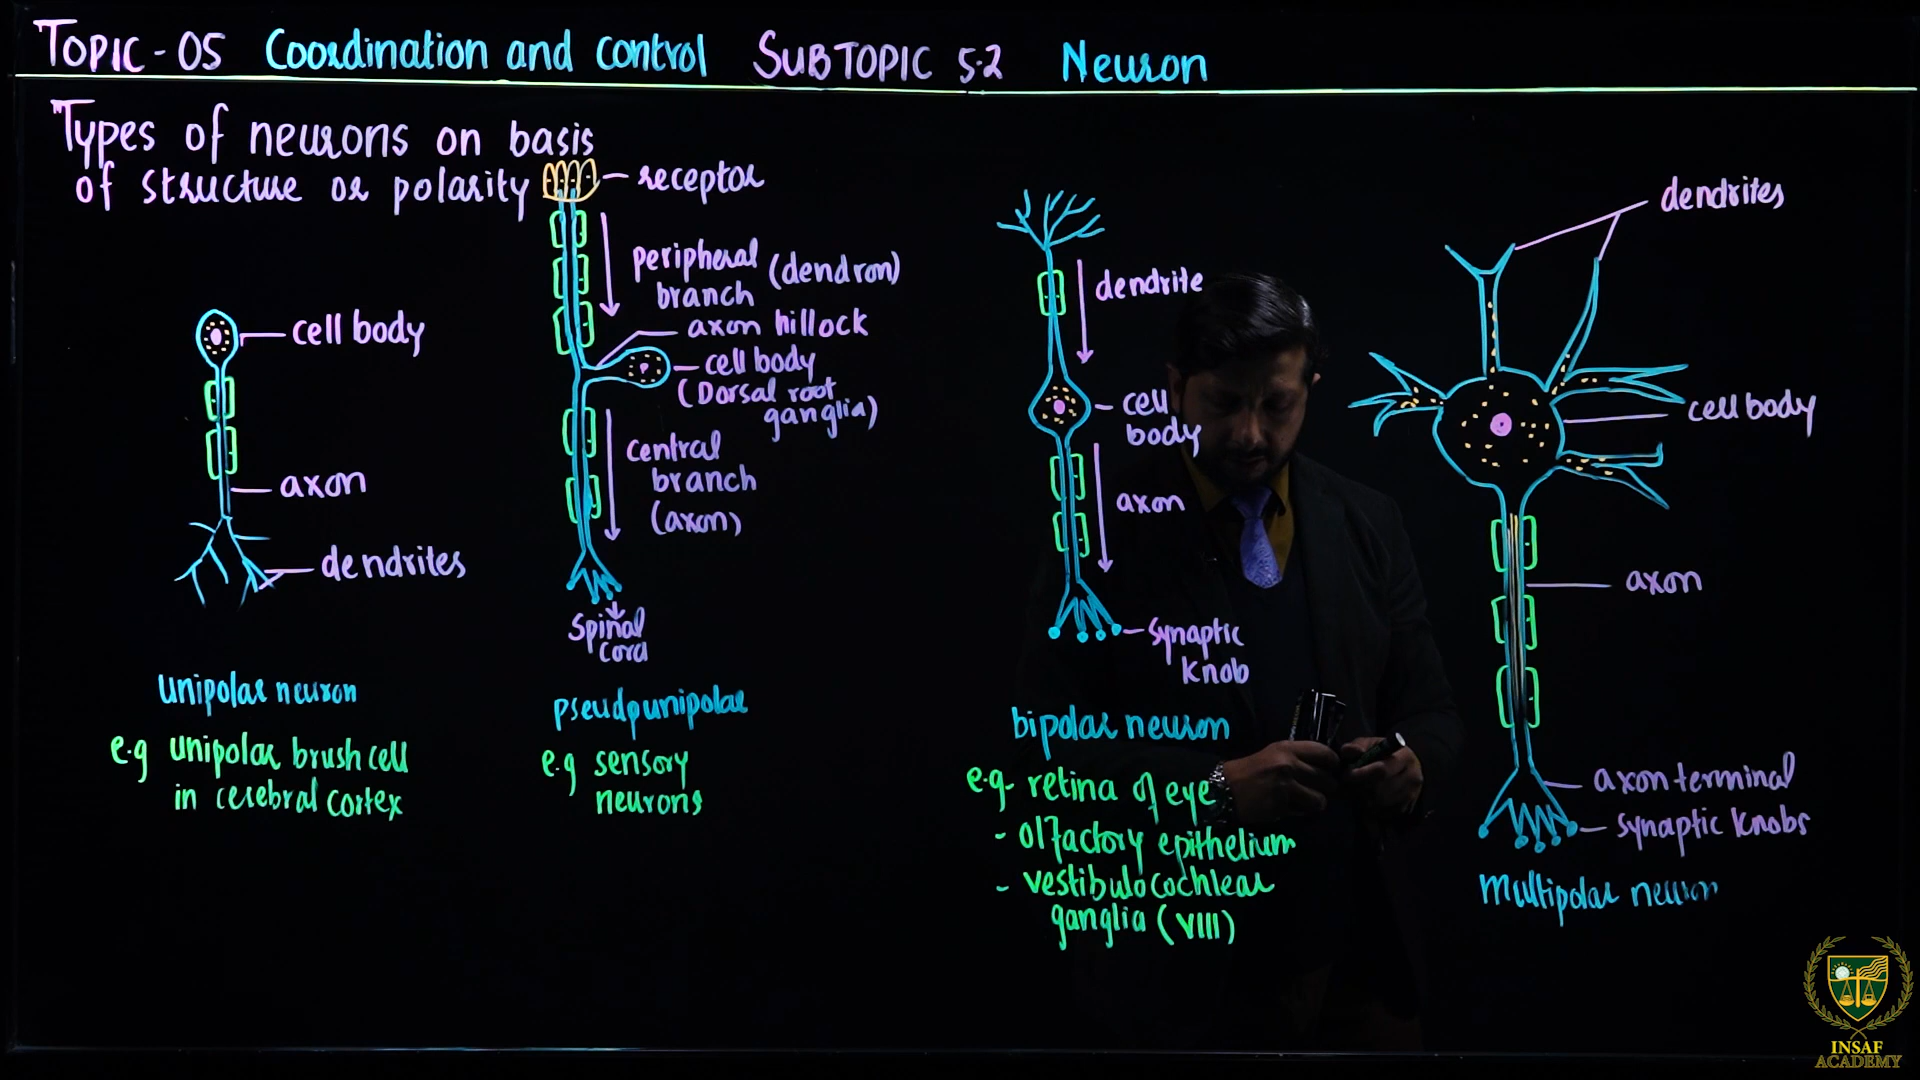 TOPIC - 05 Coordination and control SUBTOPIC 5.2 Neuron
Types of neurons on basis
of structure or polarity
cell body
axon
dendrites
unipolar neuron
e.g unipolar brush cell
in cerebral cortex
receptor
peripheral (dendron)
branch
axon hillock
cell body
(Dorsal root
ganglia)
central
branch
(axon)
Spinal
cord
pseudounipolar
e.g sensory
neurons
dendrite
cell
body
axon
synaptic
knob
bipolar neuron
e.g- retina of eye
- olfactory epithelium
- vestibulocochlear
ganglia (VIII)
dendrites
cell body
axon
axon terminal
synaptic knobs
multipolar neuron
INSAF
ACADEMY